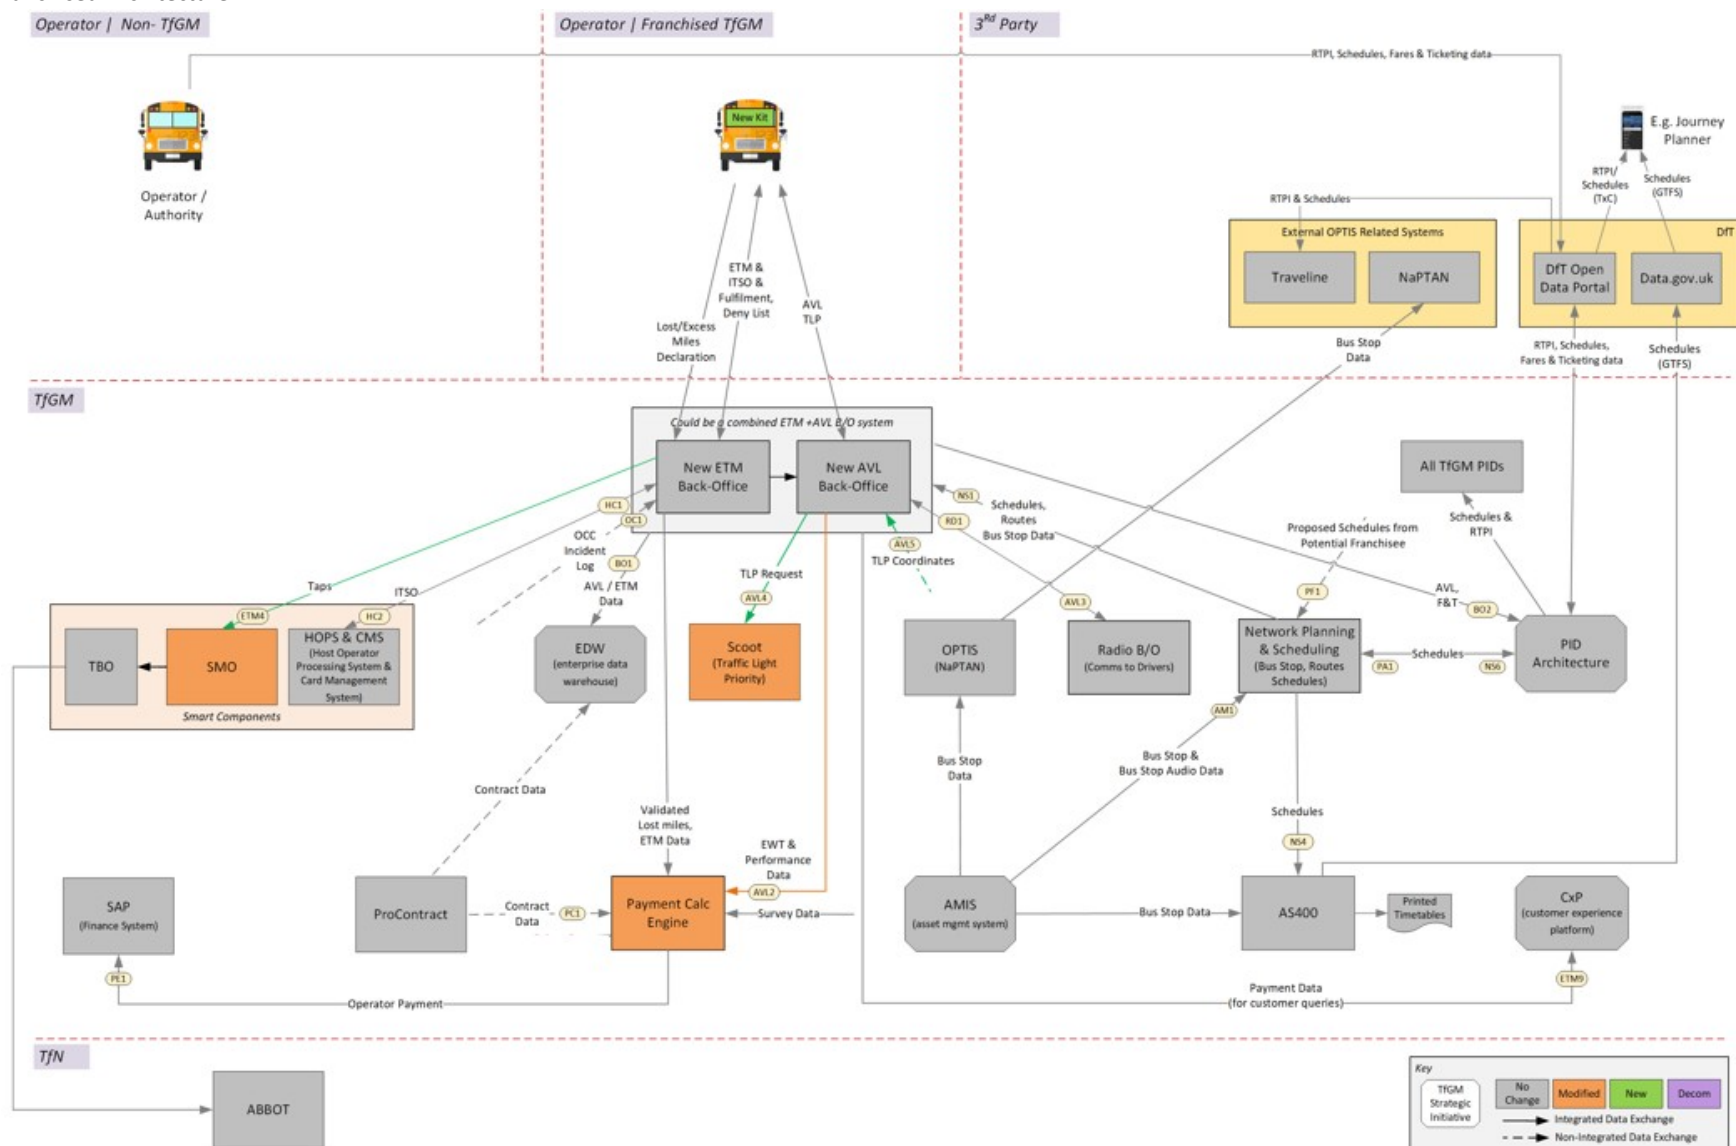 Operator | Non- TfGM
Operator | Franchised TfGM
3Rd Party
RTPI, Schedules, Fares & Ticketing data
New Kit
Operator /
Authority
E.g. Journey
Planner
RTPI/
Schedules
(TxC)
Schedules
(GTFS)
RTPI & Schedules
External OPTIS Related Systems
Traveline
NaPTAN
DfT
DfT Open
Data Portal
Data.gov.uk
ETM &
ITSO &
Fulfilment,
Deny List
AVL
TLP
Lost/Excess
Miles
Declaration
Bus Stop
Data
RTPI, Schedules,
Fares & Ticketing data
Schedules
(GTFS)
TfGM
Could be a combined ETM +AVL B/O system
New ETM
Back-Office
New AVL
Back-Office
All TfGM PIDs
HC1
OC1
NS1
RD1
Schedules,
Routes
Bus Stop Data
Proposed Schedules from
Potential Franchisee
Schedules &
RTPI
OCC
Incident
Log
BO1
AVL5
TLP Coordinates
AVL / ETM
Data
TLP Request
AVL4
AVL3
PF1
AVL,
F&T
BO2
Taps
ITSO
ETM4
HC2
TBO
SMO
HOPS & CMS
(Host Operator
Processing System &
Card Management
System)
Smart Components
EDW
(enterprise data
warehouse)
Scoot
(Traffic Light
Priority)
OPTIS
(NaPTAN)
Radio B/O
(Comms to Drivers)
Network Planning
& Scheduling
(Bus Stop, Routes
Schedules)
Schedules
PA1
NS6
PID
Architecture
AM1
Contract Data
Bus Stop
Data
Bus Stop &
Bus Stop Audio Data
Validated
Lost miles,
ETM Data
Schedules
NS4
EWT &
Performance
Data
AVL2
SAP
(Finance System)
ProContract
Contract
Data
PC1
Payment Calc
Engine
Survey Data
AMIS
(asset mgmt system)
Bus Stop Data
AS400
Printed
Timetables
CxP
(customer experience
platform)
PE1
ETM9
Operator Payment
Payment Data
(for customer queries)
TfN
ABBOT
Key
TfGM
Strategic
Initiative
No
Change
Modified
New
Decom
Integrated Data Exchange
Non-Integrated Data Exchange